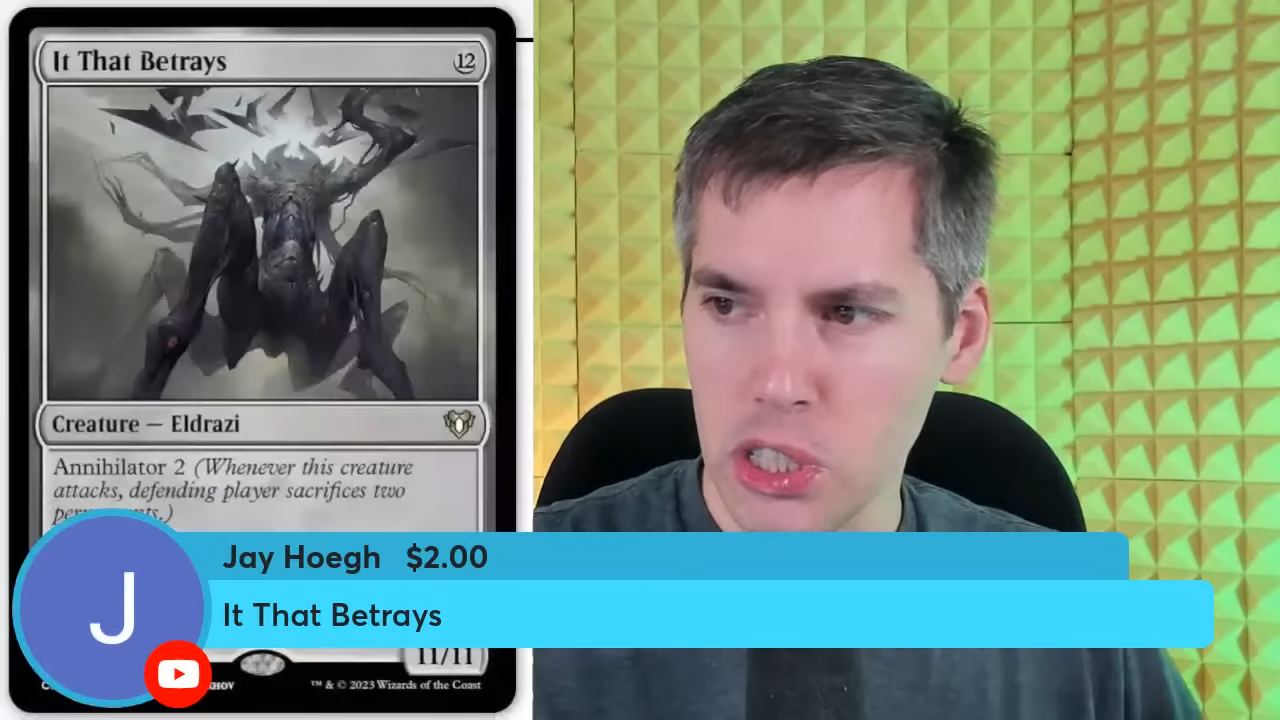 It That Betrays 12
Creature — Eldrazi
Annihilator 2 (Whenever this creature
attacks, defending player sacrifices two
Jay Hoegh $2.00
It That Betrays
J
11/11
™ & © 2023 Wizards of the Coast